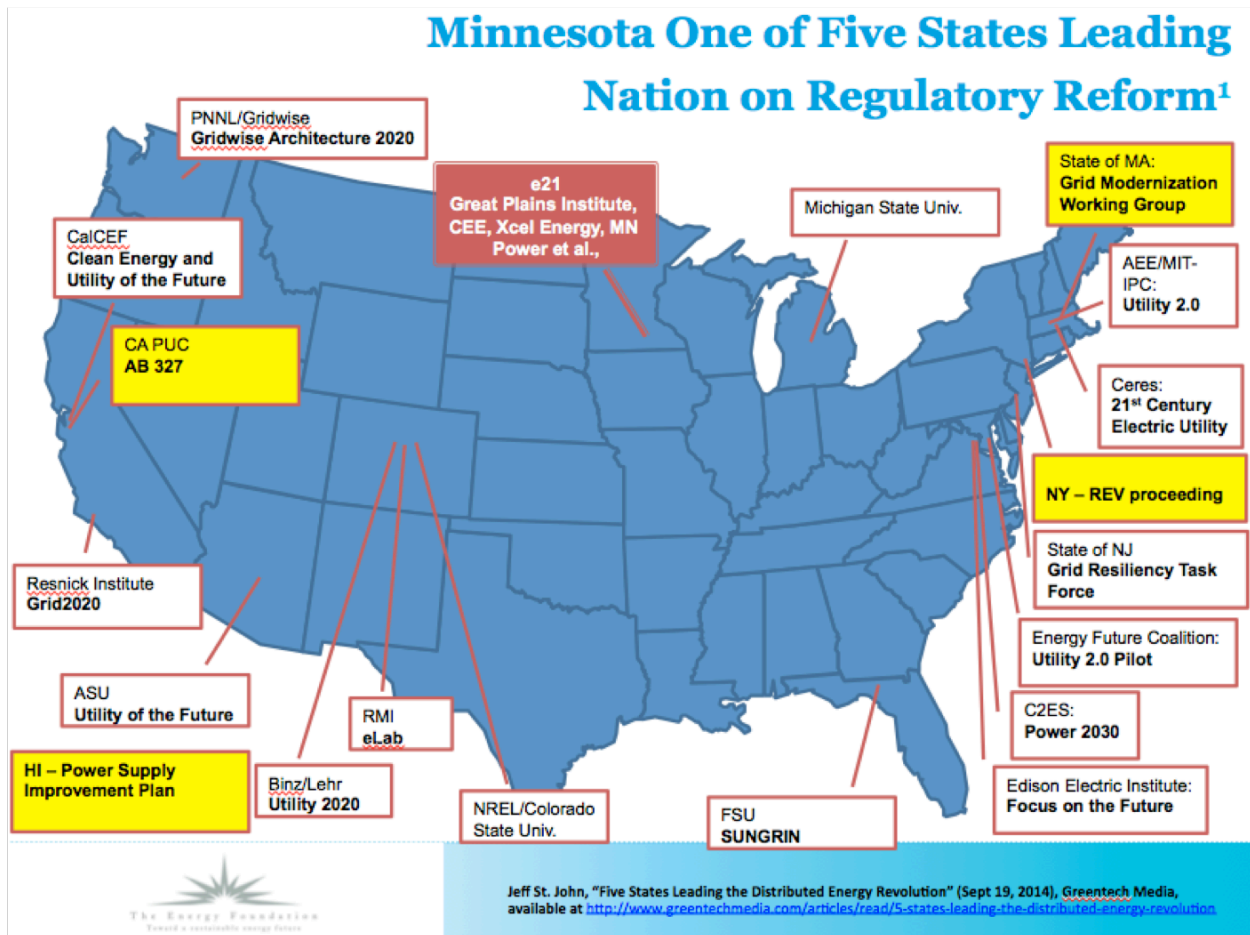 Minnesota One of Five States Leading
Nation on Regulatory Reform¹
PNNL/Gridwise
Gridwise Architecture 2020
e21
Great Plains Institute,
CEE, Xcel Energy, MN
Power et al.,
Michigan State Univ.
State of MA:
Grid Modernization
Working Group
CalCEF
Clean Energy and
Utility of the Future
AEE/MIT-
IPC:
Utility 2.0
CA PUC
AB 327
Ceres:
21st Century
Electric Utility
NY – REV proceeding
State of NJ
Grid Resiliency Task
Force
Resnick Institute
Grid2020
Energy Future Coalition:
Utility 2.0 Pilot
ASU
Utility of the Future
RMI
eLab
C2ES:
Power 2030
HI – Power Supply
Improvement Plan
Binz/Lehr
Utility 2020
NREL/Colorado
State Univ.
FSU
SUNGRIN
Edison Electric Institute:
Focus on the Future
The Energy Foundation
Toward a sustainable energy future
Jeff St. John, “Five States Leading the Distributed Energy Revolution” (Sept 19, 2014), Greentech Media,
available at http://www.greentechmedia.com/articles/read/5-states-leading-the-distributed-energy-revolution